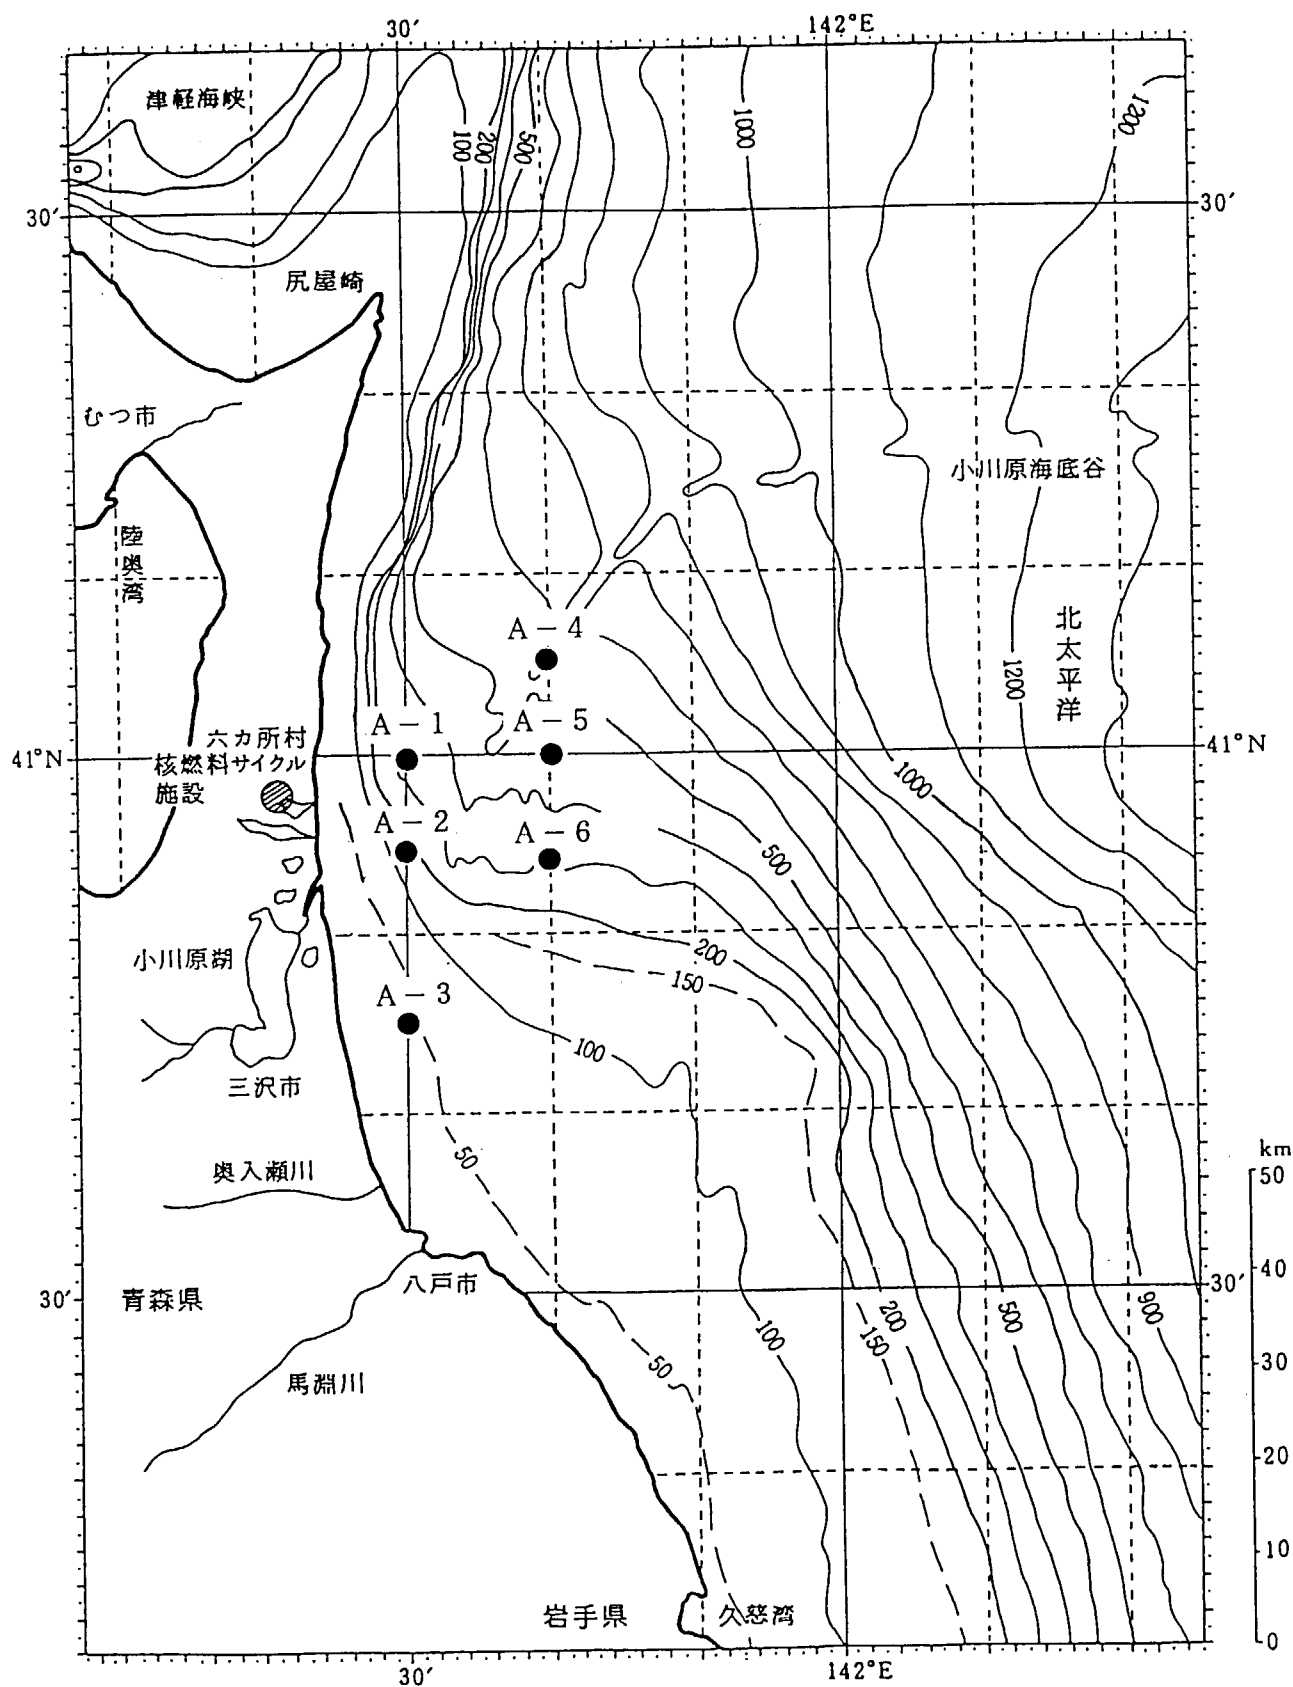 30′
142°E
津軽海峡
100
200
500
1000
1200
30′
30′
尻屋崎
むつ市
小川原海底谷
陸奥湾
北太平洋
A－4
1200
A－1
A－5
六カ所村
核燃料サイクル
施設
41°N
41°N
1000
A－2
A－6
500
小川原湖
200
150
A－3
100
三沢市
50
奥入瀬川
km
50
40
30
20
10
0
八戸市
青森県
30′
30′
馬淵川
100
50
150
200
500
900
岩手県
久慈湾
30′
142°E